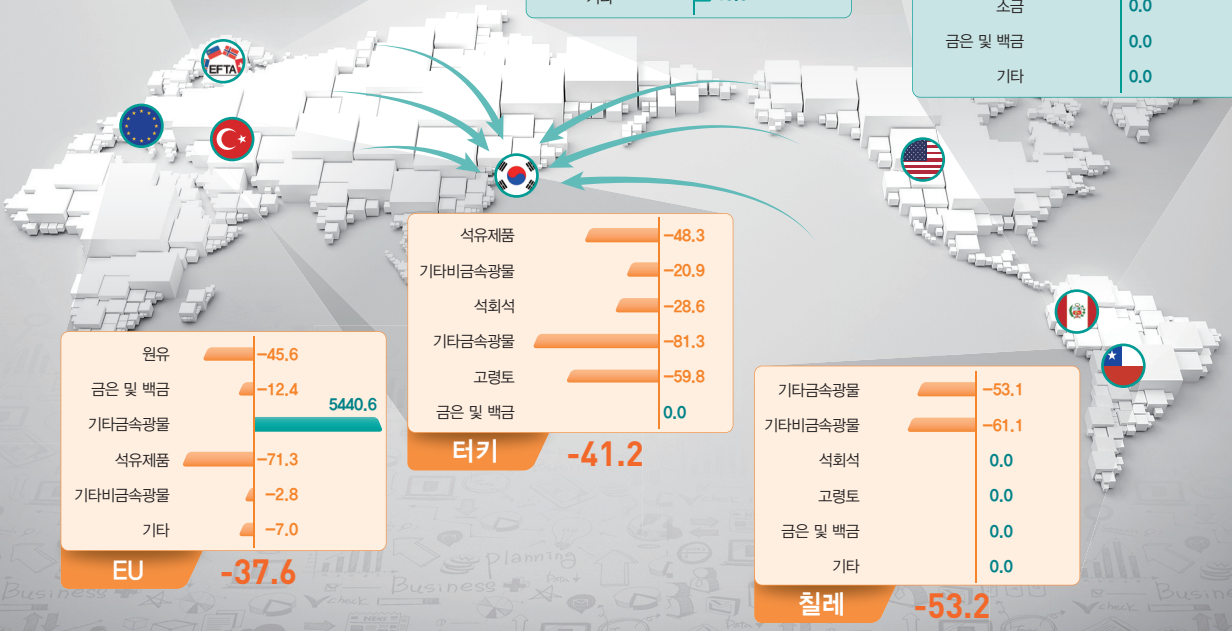 소금 0.0
금은 및 백금 0.0
기타 0.0
EFTA
석유제품 -48.3
기타비금속광물 -20.9
석회석 -28.6
기타금속광물 -81.3
고령토 -59.8
금은 및 백금 0.0
터키 -41.2
원유 -45.6
금은 및 백금 -12.4
기타금속광물 5440.6
석유제품 -71.3
기타비금속광물 -2.8
기타 -7.0
EU -37.6
기타금속광물 -53.1
기타비금속광물 -61.1
석회석 0.0
고령토 0.0
금은 및 백금 0.0
기타 0.0
칠레 -53.2
Planning
Business
Check